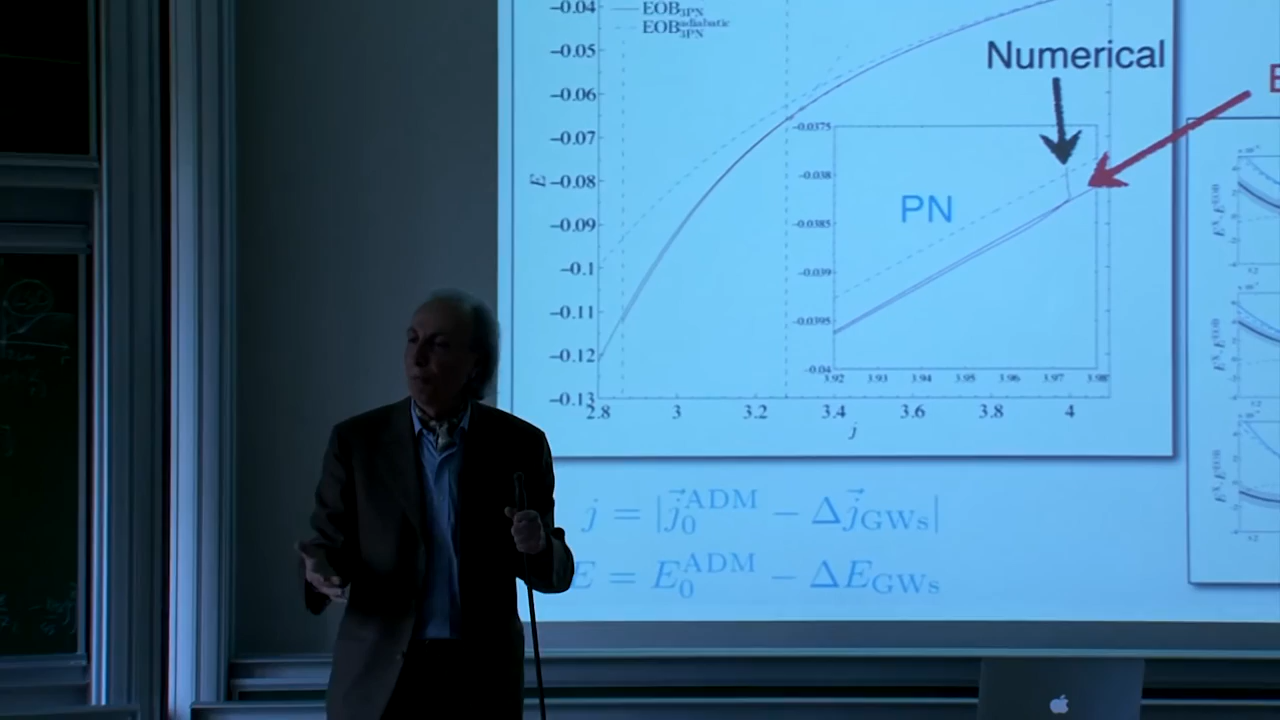 −0.04
EOB3PN
EOB3PN adiabatic
−0.05
−0.06
−0.07
−0.08
−0.09
−0.1
−0.11
−0.12
−0.13
E
2.8 3 3.2 3.4 3.6 3.8 4
j
Numerical
PN
−0.0375
−0.038
−0.0385
−0.039
−0.0395
−0.04
3.92 3.93 3.94 3.95 3.96 3.97 3.98
j = |j⃗₀ᴬᴰᴹ − Δj⃗GWs|
E = E₀ᴬᴰᴹ − ΔEGWs